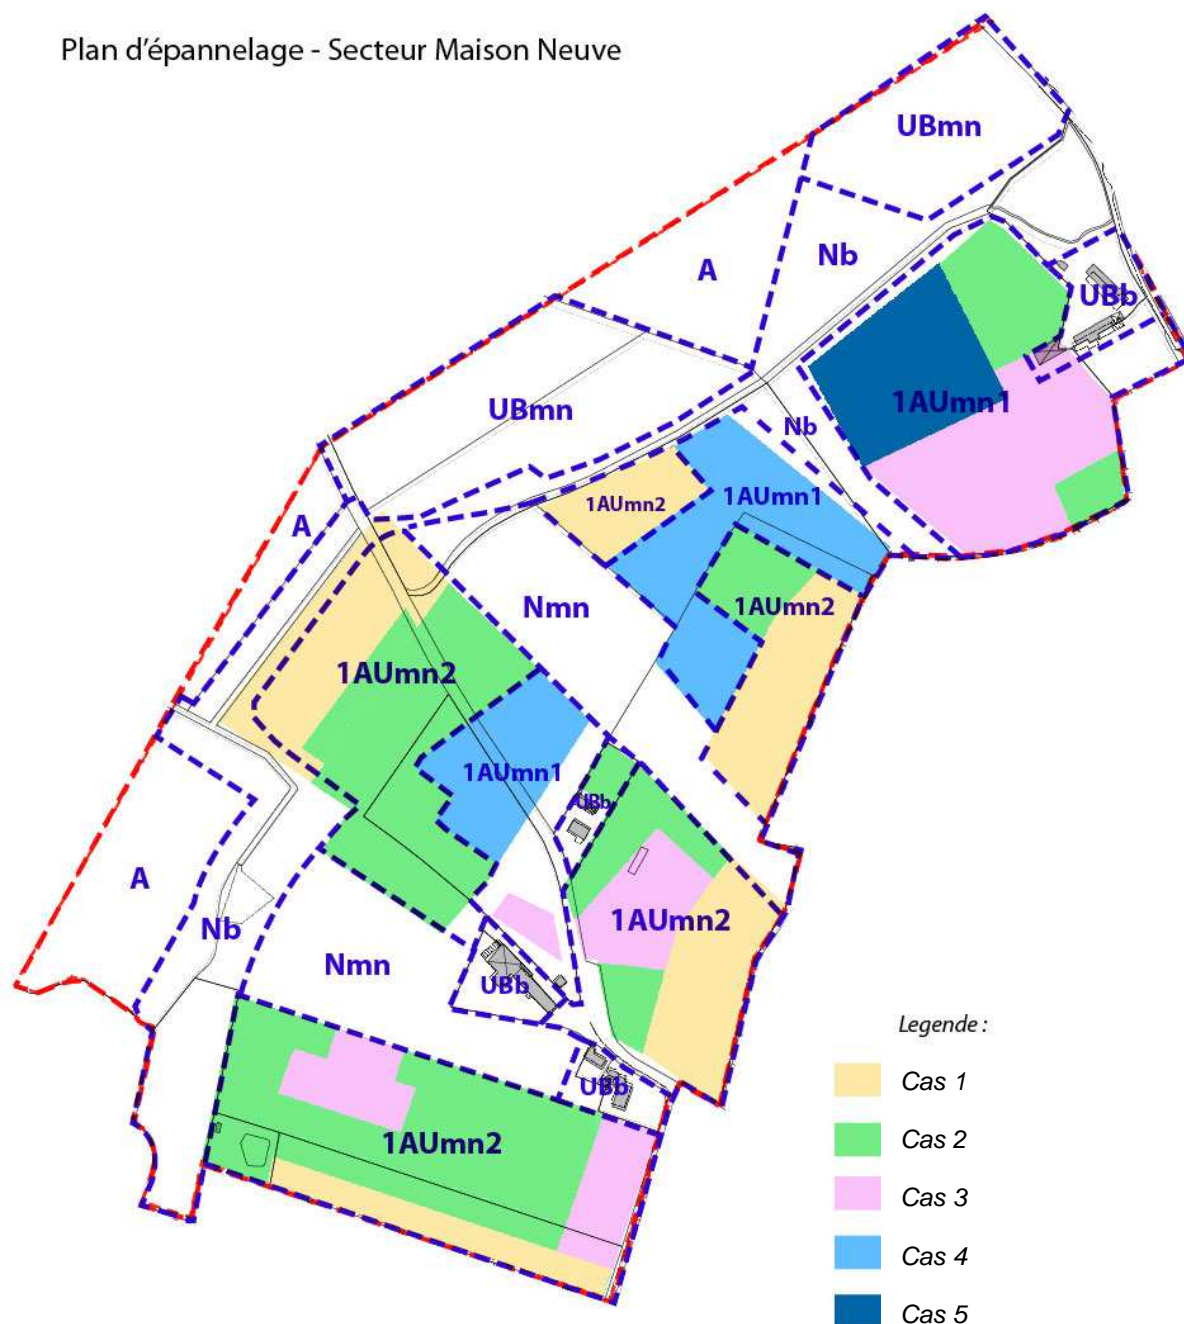 Plan d'épannelage - Secteur Maison Neuve
UBmn
Nb
A
UBb
UBmn
1AUmn1
Nb
1AUmn2
1AUmn1
A
Nmn
1AUmn2
1AUmn2
1AUmn1
UBb
A
1AUmn2
Nb
Nmn
UBb
UBb
1AUmn2
Legende :
Cas 1
Cas 2
Cas 3
Cas 4
Cas 5